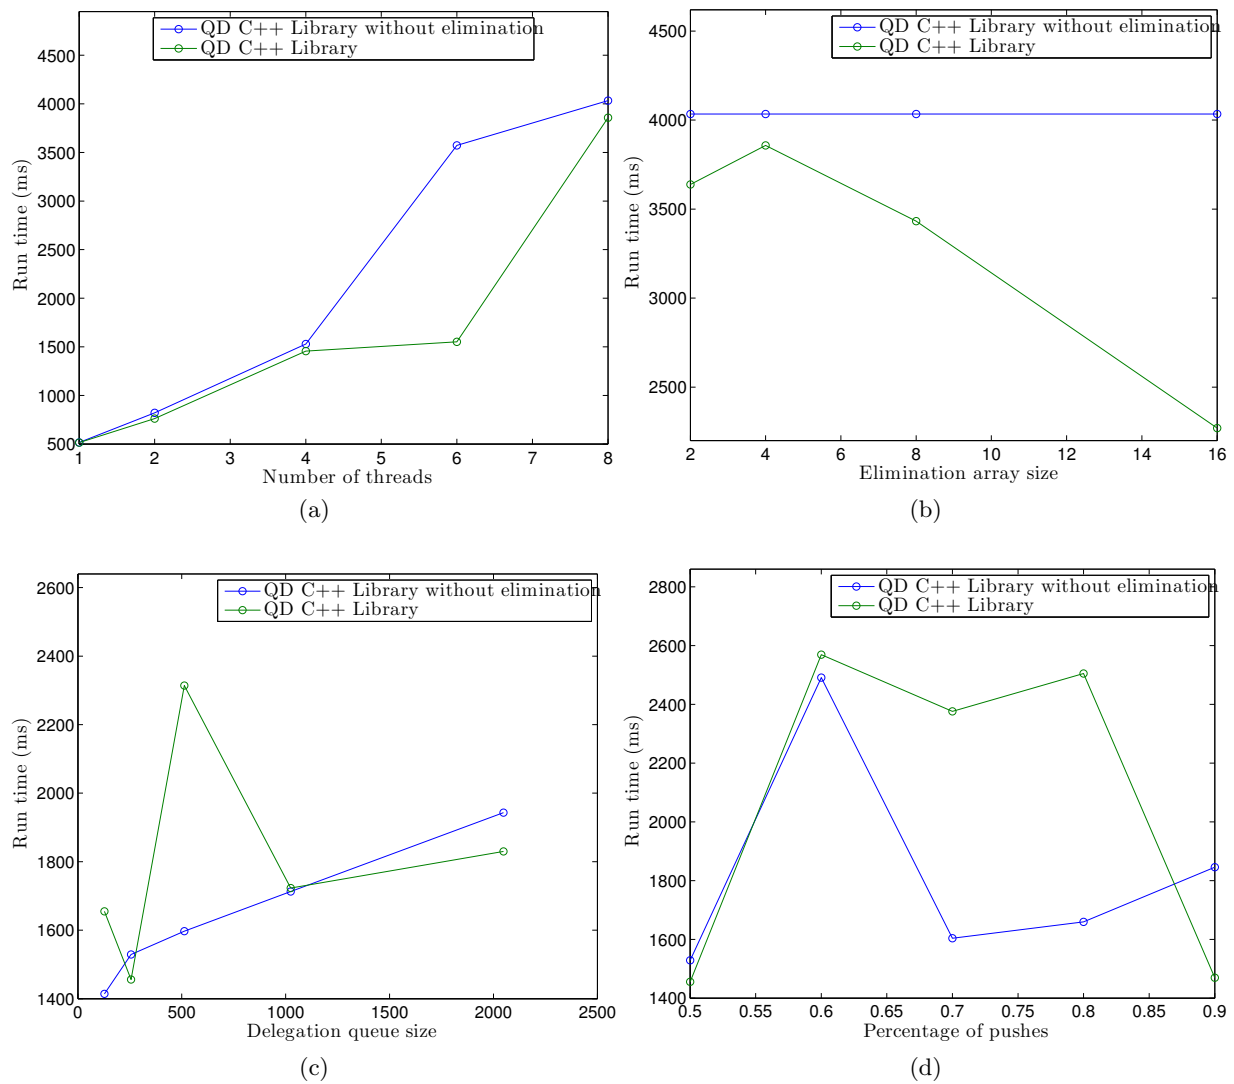 QD C++ Library without elimination
QD C++ Library
4500
4000
3500
3000
2500
2000
1500
1000
500
Run time (ms)
1 2 3 4 5 6 7 8
Number of threads
(a)
QD C++ Library without elimination
QD C++ Library
4500
4000
3500
3000
2500
Run time (ms)
2 4 6 8 10 12 14 16
Elimination array size
(b)
QD C++ Library without elimination
QD C++ Library
2600
2400
2200
2000
1800
1600
1400
Run time (ms)
0 500 1000 1500 2000 2500
Delegation queue size
(c)
QD C++ Library without elimination
QD C++ Library
2800
2600
2400
2200
2000
1800
1600
1400
Run time (ms)
0.5 0.55 0.6 0.65 0.7 0.75 0.8 0.85 0.9
Percentage of pushes
(d)